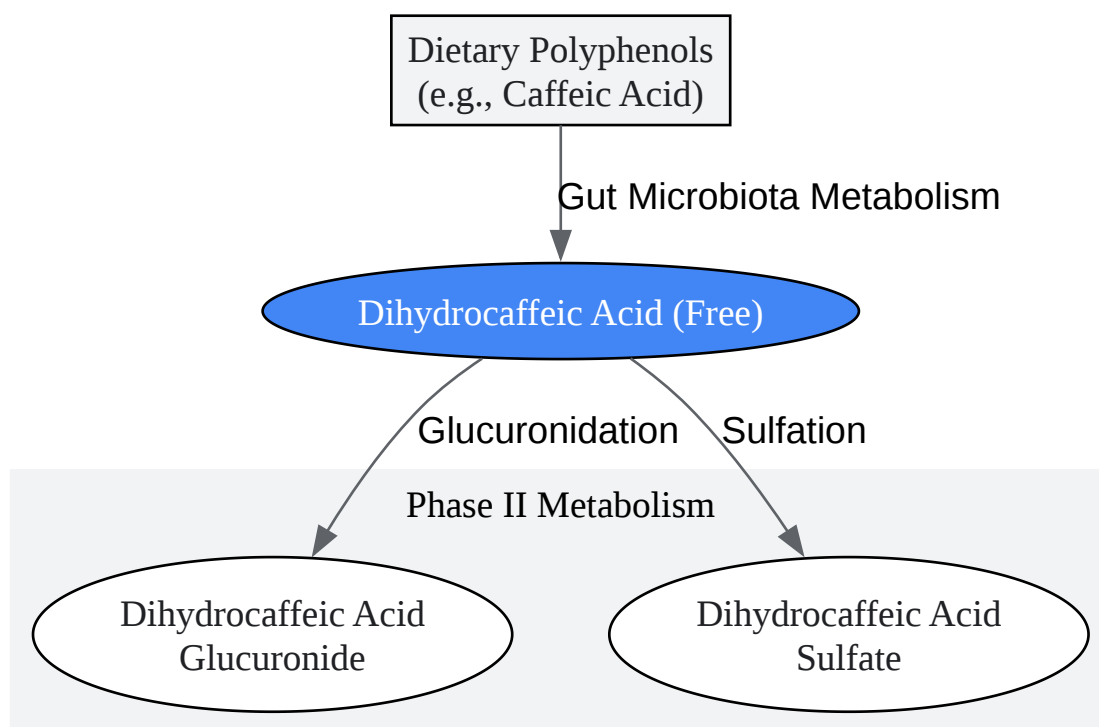 Dietary Polyphenols
(e.g., Caffeic Acid)
Gut Microbiota Metabolism
Dihydrocaffeic Acid (Free)
Glucuronidation
Sulfation
Phase II Metabolism
Dihydrocaffeic Acid
Glucuronide
Dihydrocaffeic Acid
Sulfate